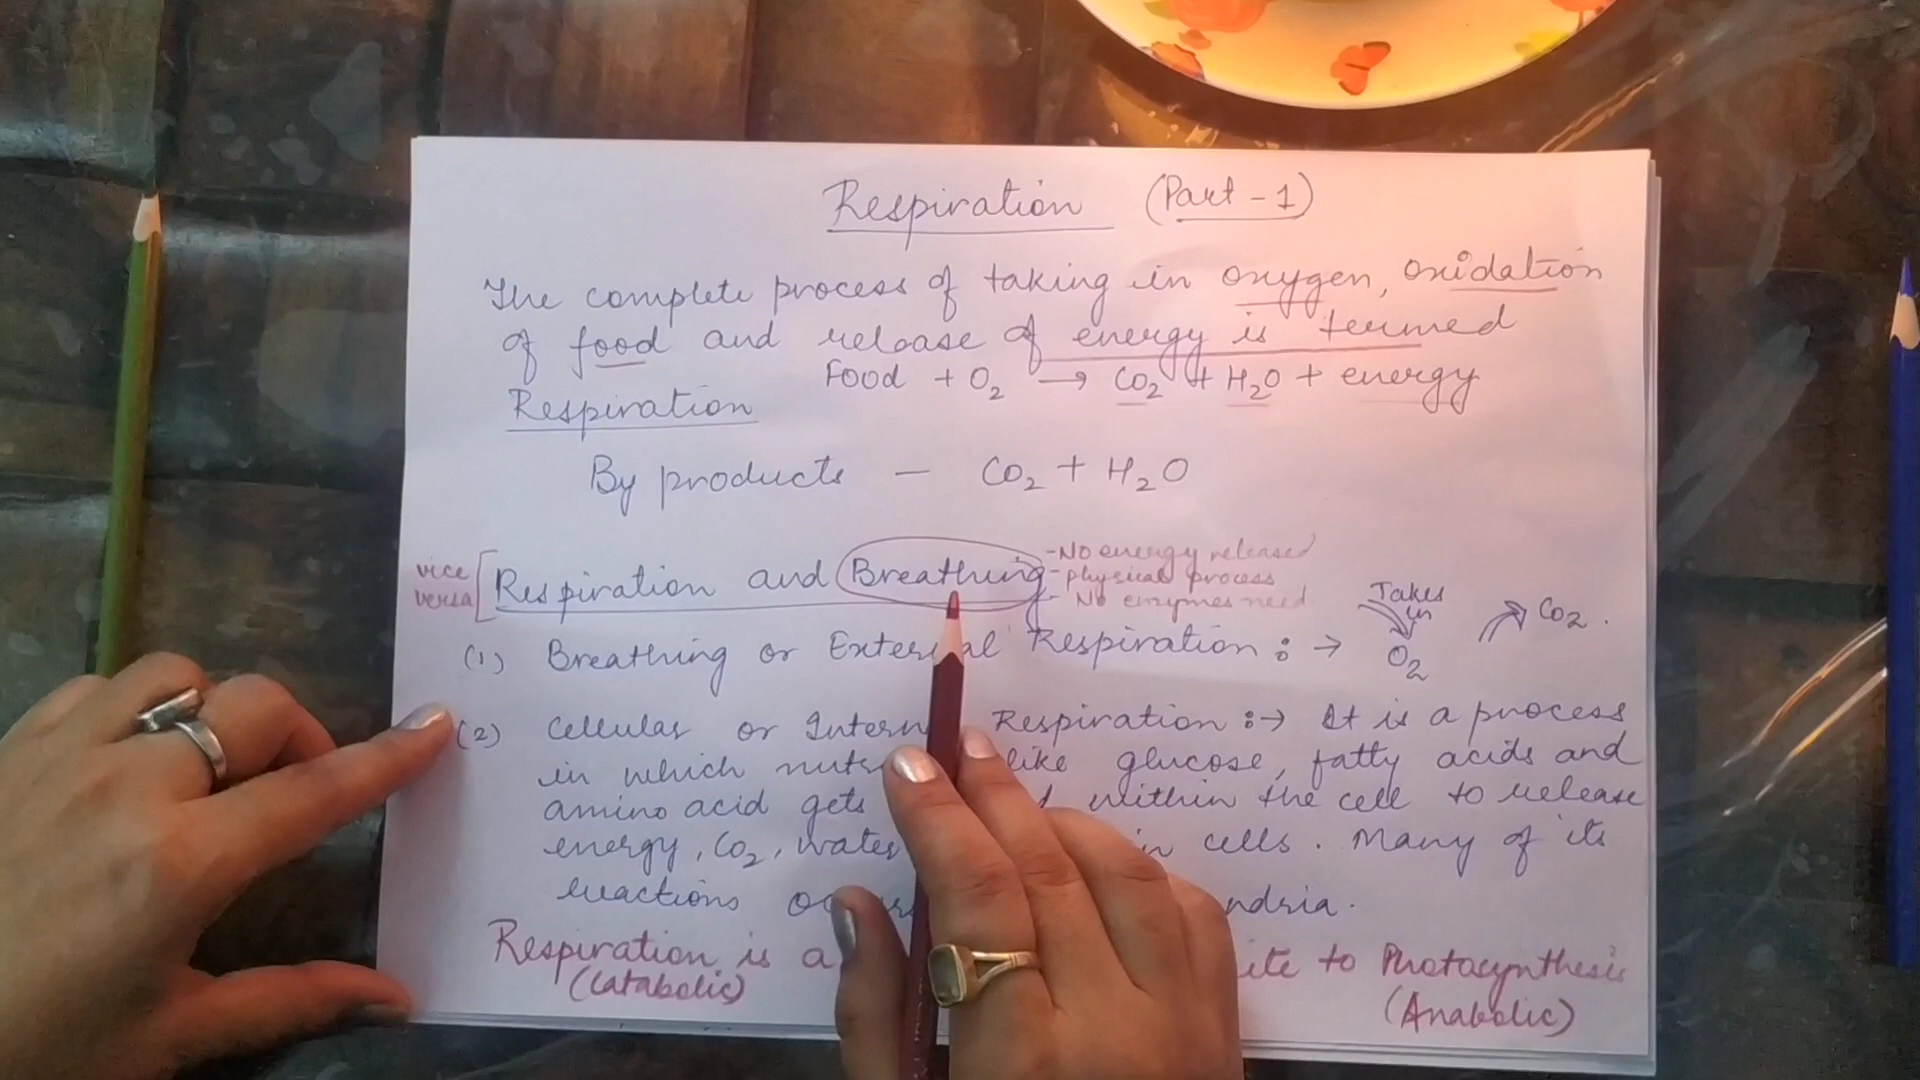 Respiration (Part - 1)
The complete process of taking in oxygen, oxidation
of food and release of energy is termed
Food + O₂ → CO₂ + H₂O + energy
Respiration
By products — CO₂ + H₂O
vice versa
Respiration and Breathing
- No energy released
- physical process
- No enzymes need
(1) Breathing or External Respiration :→ Takes in O₂ CO₂.
(2) Cellular or Respiration :→ It is a process
in which like glucose, fatty acids and
amino acid gets within the cell to release
energy, CO₂, water in cells. Many of its
reactions
Respiration is a to Photosynthesis
(Catabolic) (Anabolic)